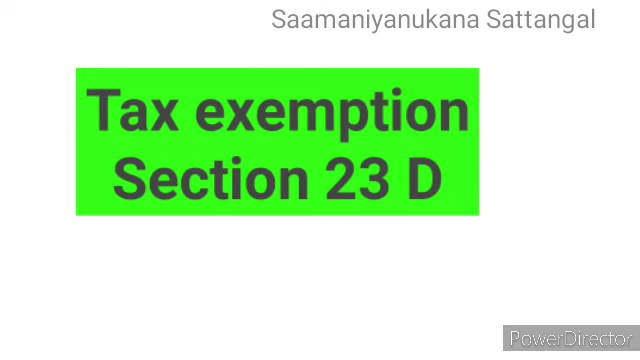 Saamaniyanukana Sattangal
Tax exemption
Section 23 D
PowerDirector